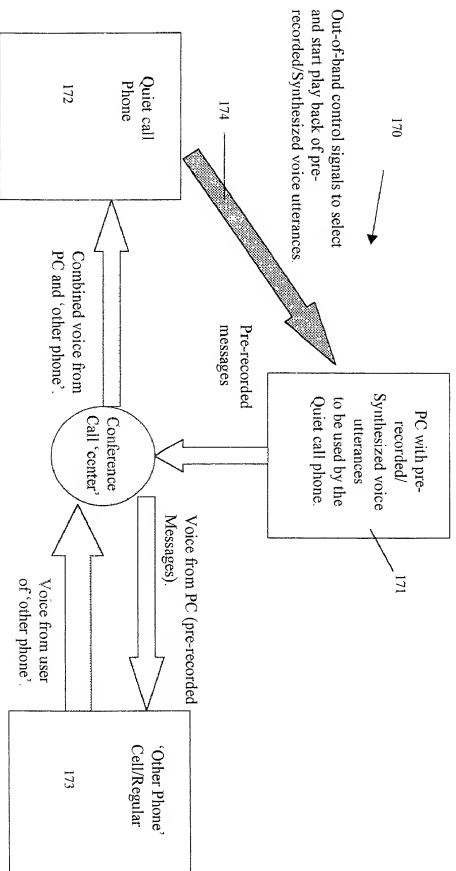 170
Out-of-band control signals to select
and start play back of pre-
recorded/Synthesized voice utterances.
174
PC with pre-
recorded/
Synthesized voice
utterances
to be used by the
Quiet call phone.
171
Quiet call
Phone
172
Pre-recorded
messages
Combined voice from
PC and 'other phone'.
Conference
Call 'center'
Voice from PC (pre-recorded
Messages).
Voice from user
of 'other phone'.
'Other Phone'
Cell/Regular
173